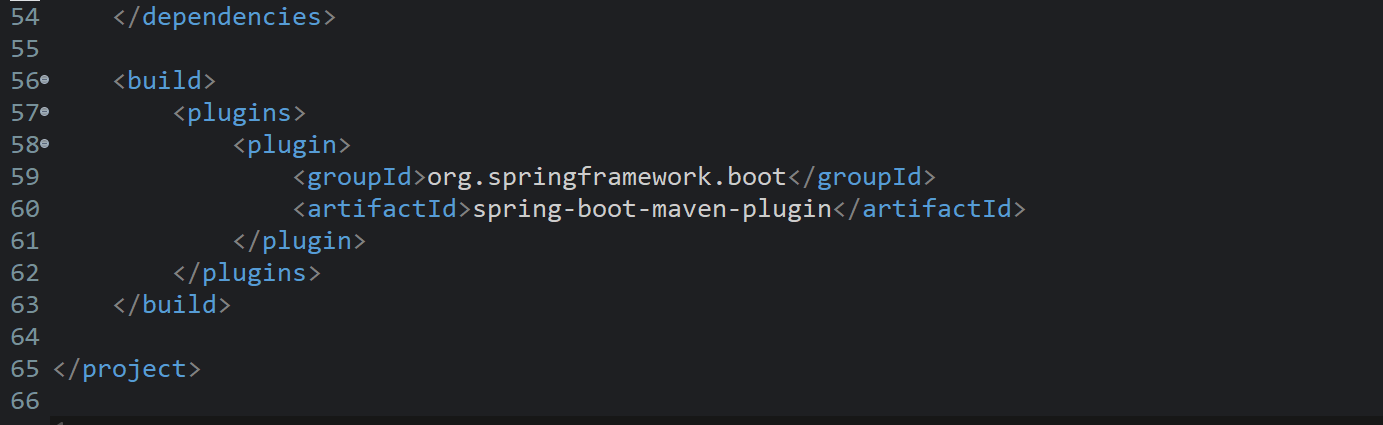 54     </dependencies>
55
56     <build>
57         <plugins>
58             <plugin>
59                 <groupId>org.springframework.boot</groupId>
60                 <artifactId>spring-boot-maven-plugin</artifactId>
61             </plugin>
62         </plugins>
63     </build>
64
65 </project>
66